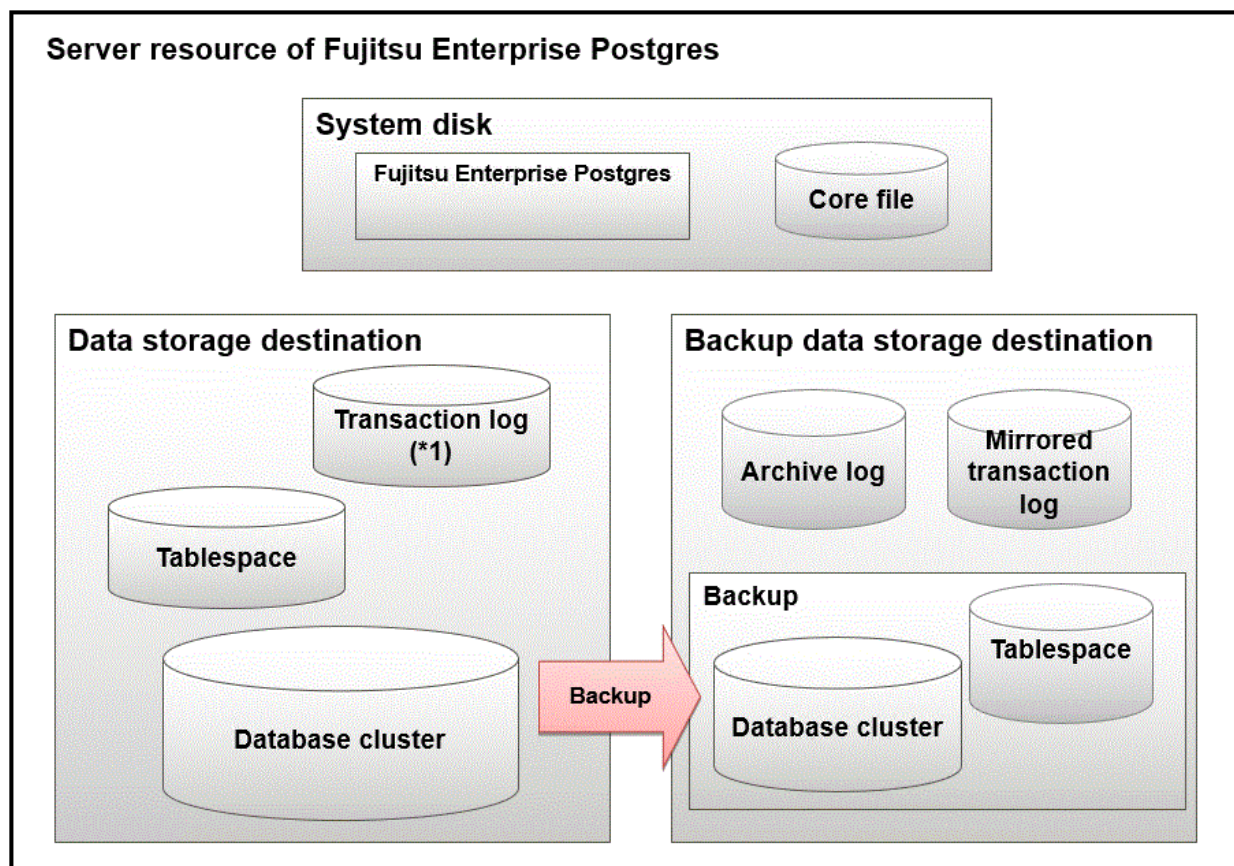 Server resource of Fujitsu Enterprise Postgres
System disk
Fujitsu Enterprise Postgres
Core file
Data storage destination
Transaction log
(*1)
Tablespace
Database cluster
Backup
Backup data storage destination
Archive log
Mirrored
transaction
log
Backup
Tablespace
Database cluster